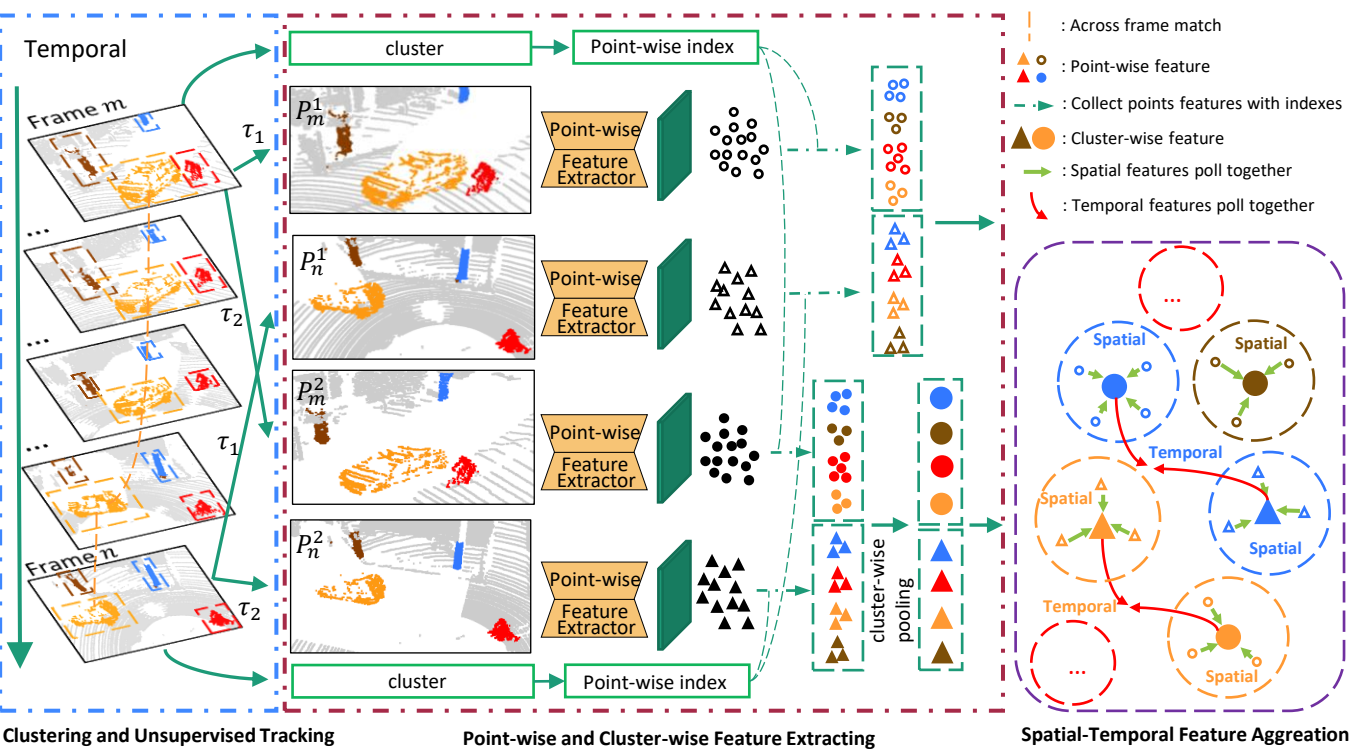 Temporal
Frame m
...
...
...
Frame n
τ1
τ2
τ1
τ2
Clustering and Unsupervised Tracking
cluster
Point-wise index
P_m^1
Point-wise
Feature
Extractor
P_n^1
Point-wise
Feature
Extractor
P_m^2
Point-wise
Feature
Extractor
P_n^2
Point-wise
Feature
Extractor
cluster
Point-wise index
cluster-wise
pooling
Point-wise and Cluster-wise Feature Extracting
: Across frame match
: Point-wise feature
: Collect points features with indexes
: Cluster-wise feature
: Spatial features poll together
: Temporal features poll together
...
Spatial
Spatial
Temporal
Spatial
Spatial
Temporal
Spatial
...
Spatial-Temporal Feature Aggreation